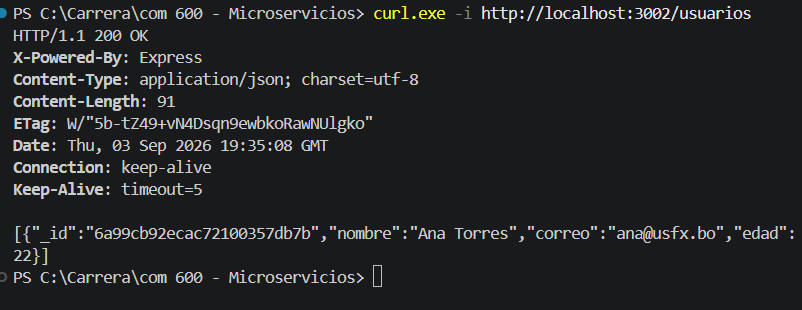 PS C:\Carrera\com 600 - Microservicios> curl.exe -i http://localhost:3002/usuarios
HTTP/1.1 200 OK
X-Powered-By: Express
Content-Type: application/json; charset=utf-8
Content-Length: 91
ETag: W/"5b-tZ49+vN4Dsqn9ewbkoRawNUlgko"
Date: Thu, 03 Sep 2026 19:35:08 GMT
Connection: keep-alive
Keep-Alive: timeout=5

[{"_id":"6a99cb92ecac72100357db7b","nombre":"Ana Torres","correo":"ana@usfx.bo","edad":
22}]
PS C:\Carrera\com 600 - Microservicios>